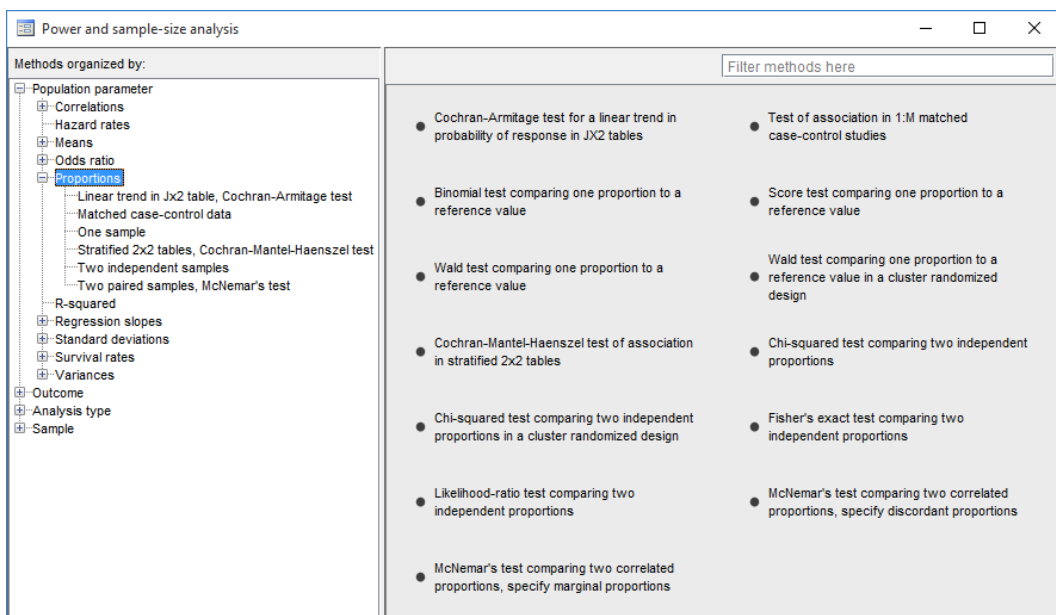 Power and sample-size analysis
Methods organized by:
Filter methods here
Population parameter
Correlations
Hazard rates
Means
Odds ratio
Proportions
Linear trend in Jx2 table, Cochran-Armitage test
Matched case-control data
One sample
Stratified 2x2 tables, Cochran-Mantel-Haenszel test
Two independent samples
Two paired samples, McNemar's test
R-squared
Regression slopes
Standard deviations
Survival rates
Variances
Outcome
Analysis type
Sample
Cochran-Armitage test for a linear trend in
probability of response in JX2 tables
Test of association in 1:M matched
case-control studies
Binomial test comparing one proportion to a
reference value
Score test comparing one proportion to a
reference value
Wald test comparing one proportion to a
reference value
Wald test comparing one proportion to a
reference value in a cluster randomized
design
Cochran-Mantel-Haenszel test of association
in stratified 2x2 tables
Chi-squared test comparing two independent
proportions
Chi-squared test comparing two independent
proportions in a cluster randomized design
Fisher's exact test comparing two
independent proportions
Likelihood-ratio test comparing two
independent proportions
McNemar's test comparing two correlated
proportions, specify discordant proportions
McNemar's test comparing two correlated
proportions, specify marginal proportions